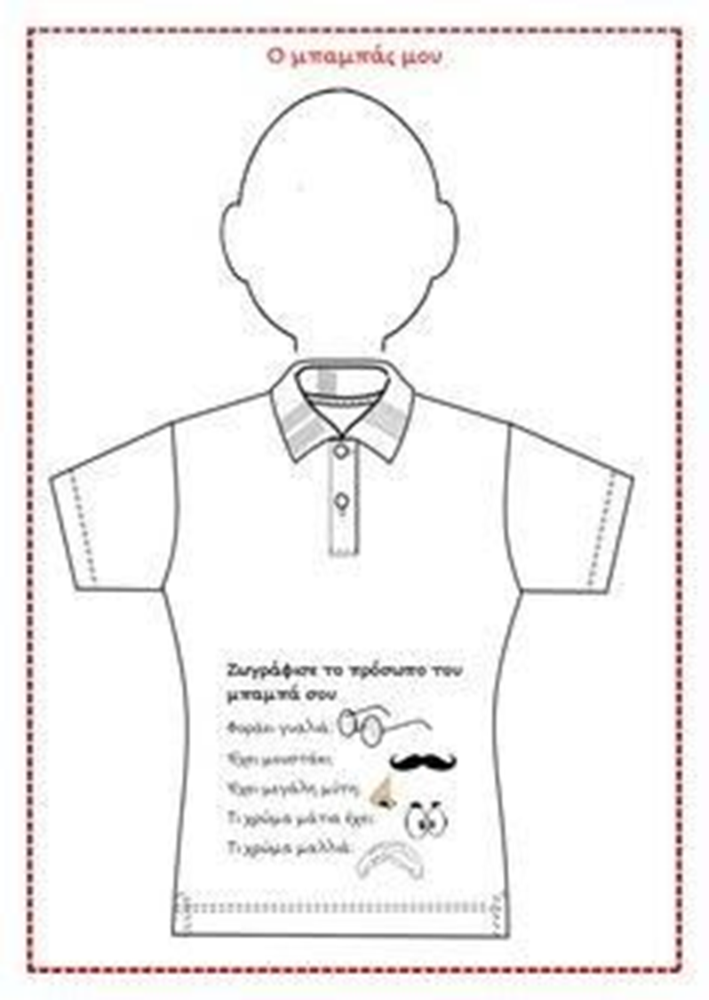 Ο μπαμπάς μου
Ζωγράφισε το πρόσωπο του
μπαμπά σου
Φοράει γυαλιά;
Έχει μουστάκι;
Έχει μεγάλη μύτη;
Τι χρώμα μάτια έχει;
Τι χρώμα μαλλιά;